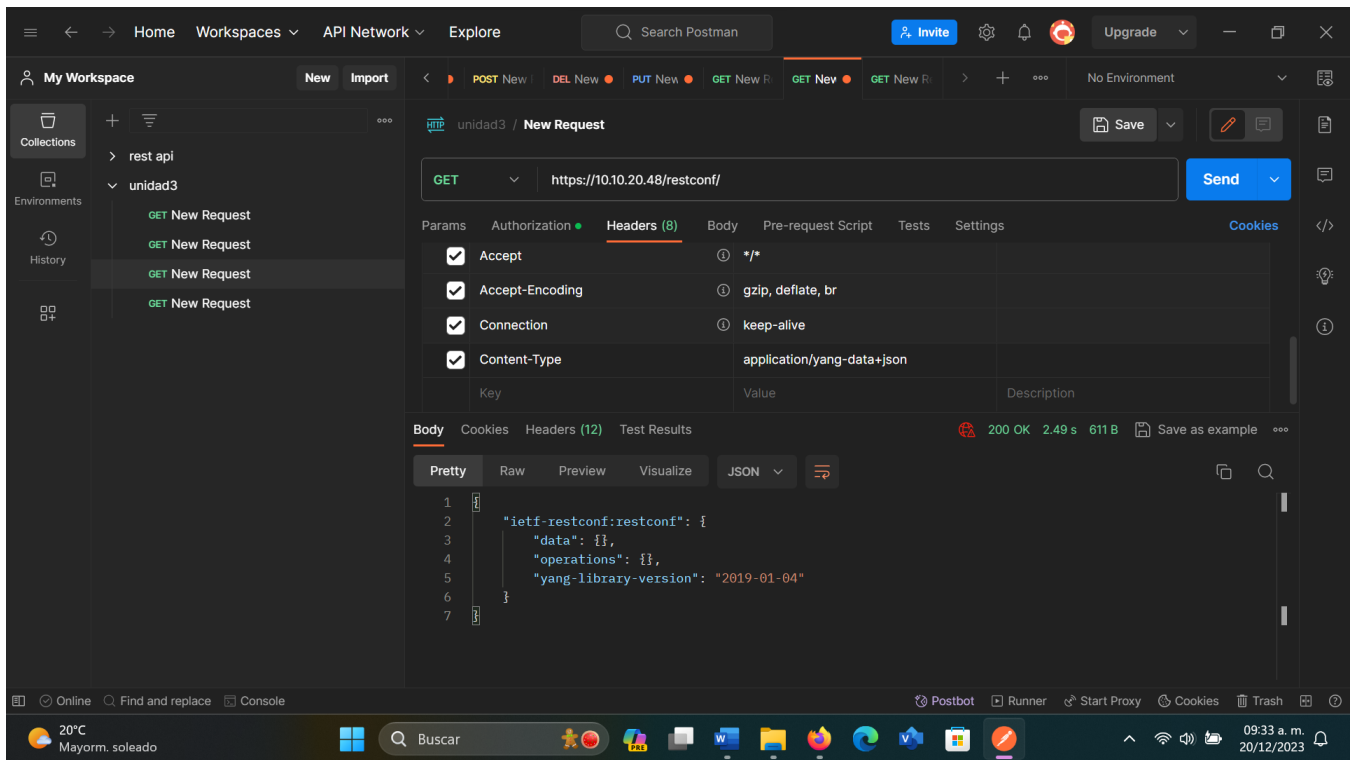 Home Workspaces API Network Explore Search Postman Invite Upgrade
My Workspace New Import POST New DEL New PUT New GET New R GET New GET New R No Environment
Collections
Environments
History
rest api
unidad3
GET New Request
GET New Request
GET New Request
GET New Request
HTTP unidad3 / New Request Save
GET https://10.10.20.48/restconf/ Send
Params Authorization Headers (8) Body Pre-request Script Tests Settings Cookies
Accept */*
Accept-Encoding gzip, deflate, br
Connection keep-alive
Content-Type application/yang-data+json
Key Value Description
Body Cookies Headers (12) Test Results 200 OK 2.49 s 611 B Save as example
Pretty Raw Preview Visualize JSON
1 {
2 "ietf-restconf:restconf": {
3 "data": {},
4 "operations": {},
5 "yang-library-version": "2019-01-04"
6 }
7 }
Online Find and replace Console Postbot Runner Start Proxy Cookies Trash
20°C
Mayorm. soleado
Buscar
PRE
09:33 a. m.
20/12/2023